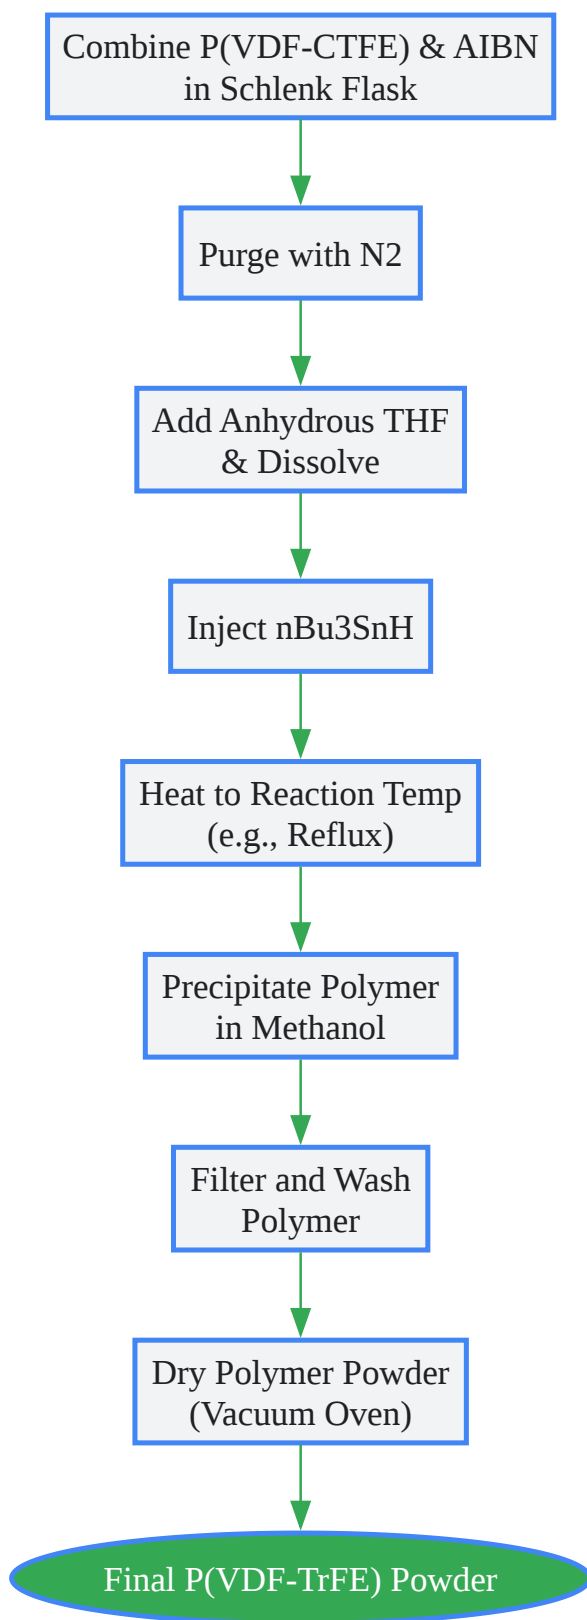 Combine P(VDF-CTFE) & AIBN
in Schlenk Flask
Purge with N2
Add Anhydrous THF
& Dissolve
Inject nBu3SnH
Heat to Reaction Temp
(e.g., Reflux)
Precipitate Polymer
in Methanol
Filter and Wash
Polymer
Dry Polymer Powder
(Vacuum Oven)
Final P(VDF-TrFE) Powder